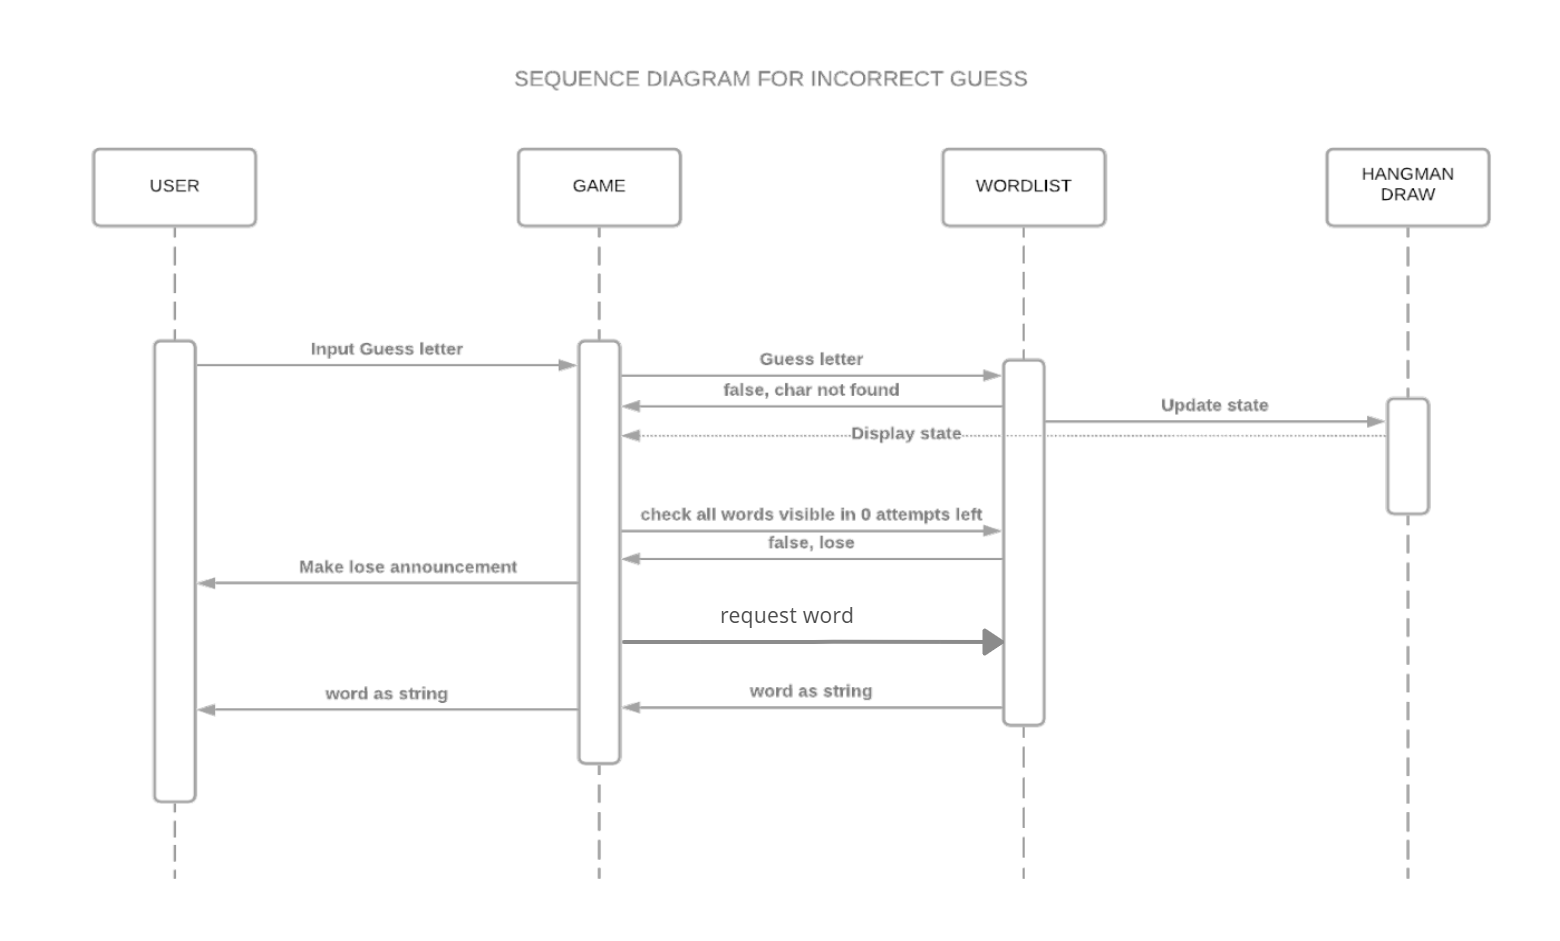 SEQUENCE DIAGRAM FOR INCORRECT GUESS
USER
GAME
WORDLIST
HANGMAN
DRAW
Input Guess letter
Guess letter
false, char not found
Update state
Display state
check all words visible in 0 attempts left
false, lose
Make lose announcement
request word
word as string
word as string